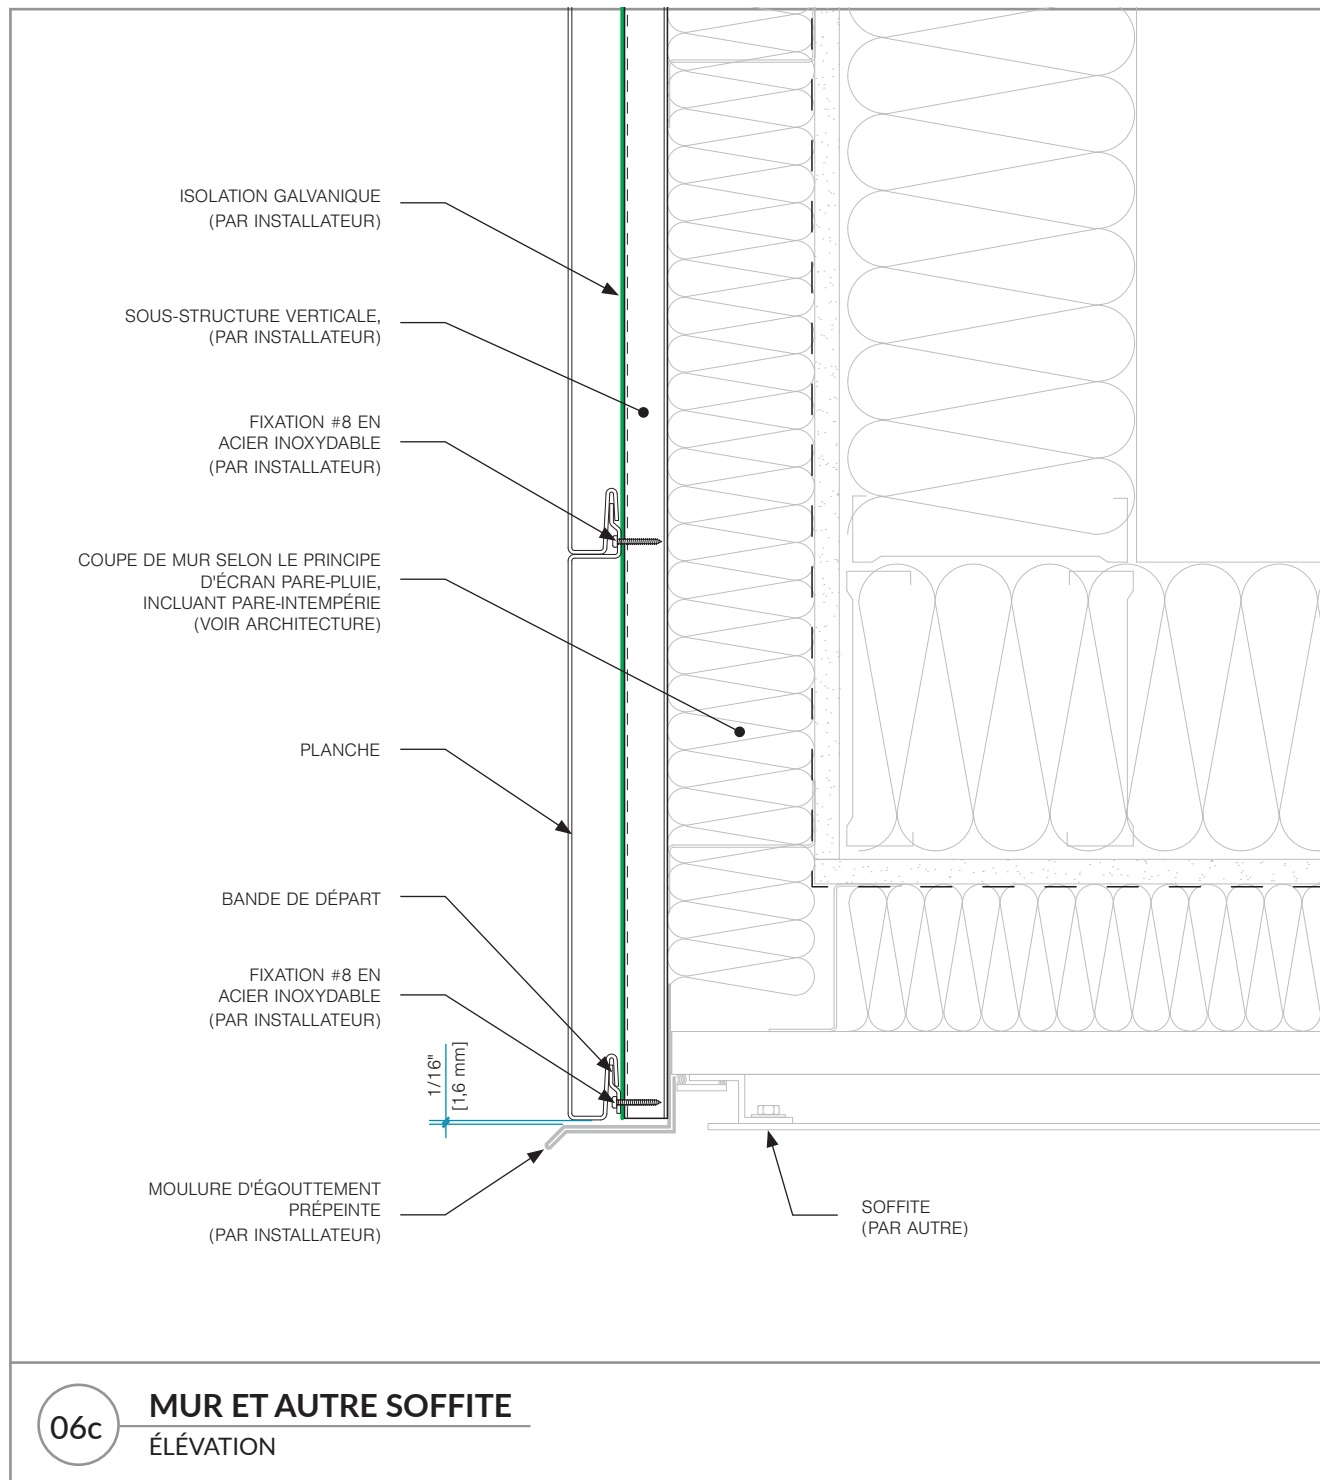 ISOLATION GALVANIQUE
(PAR INSTALLATEUR)
SOUS-STRUCTURE VERTICALE,
(PAR INSTALLATEUR)
FIXATION #8 EN
ACIER INOXYDABLE
(PAR INSTALLATEUR)
COUPE DE MUR SELON LE PRINCIPE
D'ÉCRAN PARE-PLUIE,
INCLUANT PARE-INTEMPÉRIE
(VOIR ARCHITECTURE)
PLANCHE
BANDE DE DÉPART
FIXATION #8 EN
ACIER INOXYDABLE
(PAR INSTALLATEUR)
1/16"
[1,6 mm]
MOULURE D'ÉGOUTTEMENT
PRÉPEINTE
(PAR INSTALLATEUR)
SOFFITE
(PAR AUTRE)
06c
MUR ET AUTRE SOFFITE
ÉLÉVATION